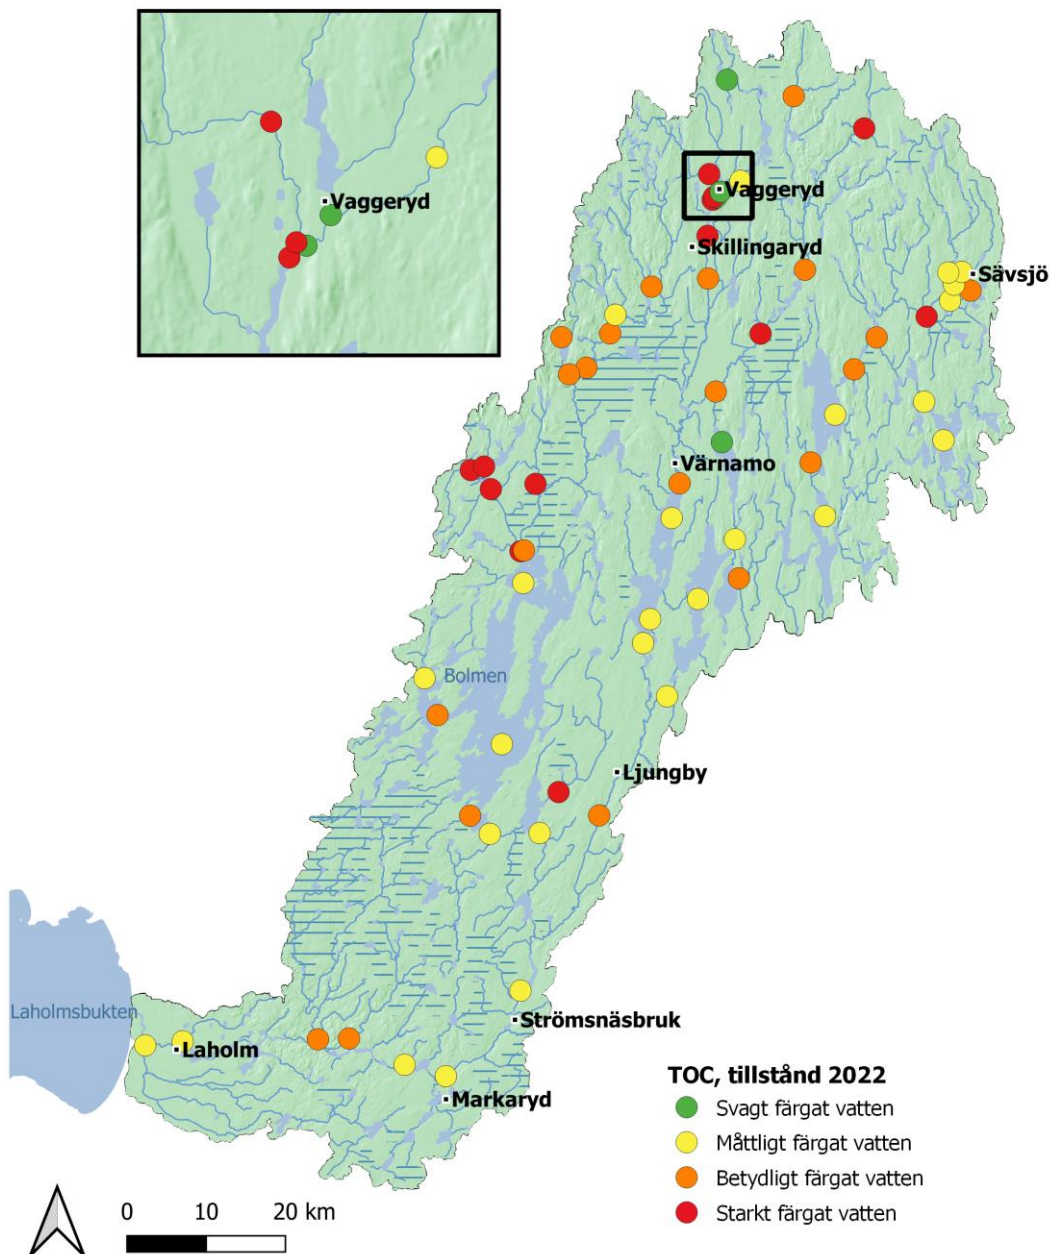 Vaggeryd
Vaggeryd
Skillingaryd
Sävsjö
Värnamo
Bolmen
Ljungby
Laholmsbukten
Strömsnäsbruk
Laholm
Markaryd
TOC, tillstånd 2022
Svagt färgat vatten
Måttligt färgat vatten
Betydligt färgat vatten
Starkt färgat vatten
0 10 20 km